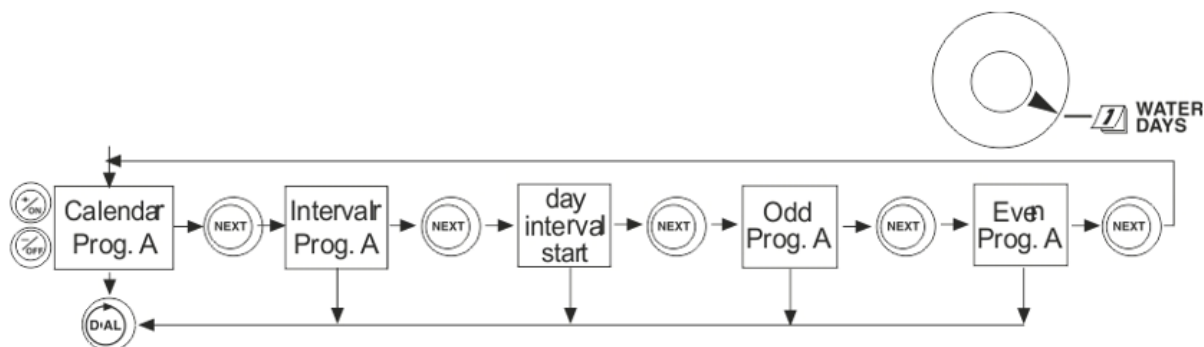 1 WATER
DAYS
+/ON
-/OFF
Calendar
Prog. A
NEXT
Intervalr
Prog. A
NEXT
day
interval
start
NEXT
Odd
Prog. A
NEXT
Even
Prog. A
NEXT
DIAL